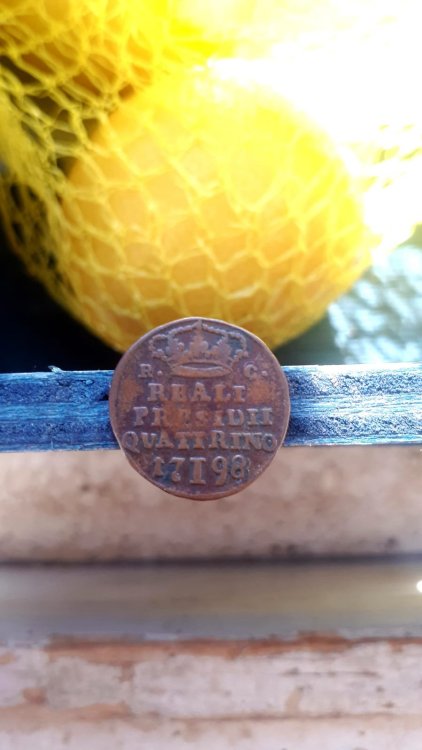 R. C.
REALI
PRESIDII
QUATTRINO
1798